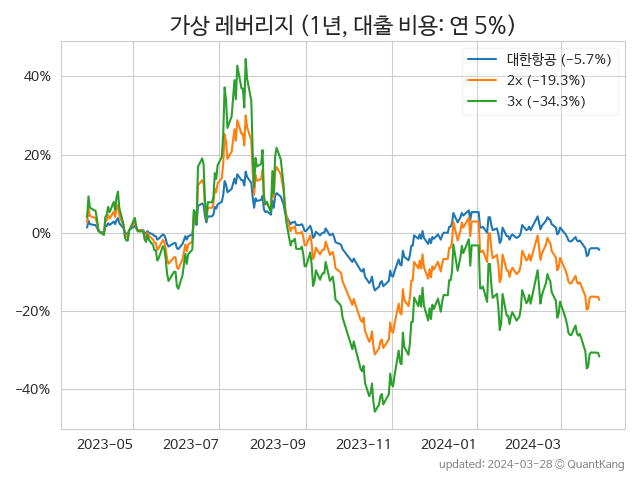 가상 레버리지 (1년, 대출 비용: 연 5%)
대한항공 (−5.7%)
2x (−19.3%)
3x (−34.3%)
40%
20%
0%
−20%
−40%
2023-05 2023-07 2023-09 2023-11 2024-01 2024-03
updated: 2024-03-28 © QuantKang